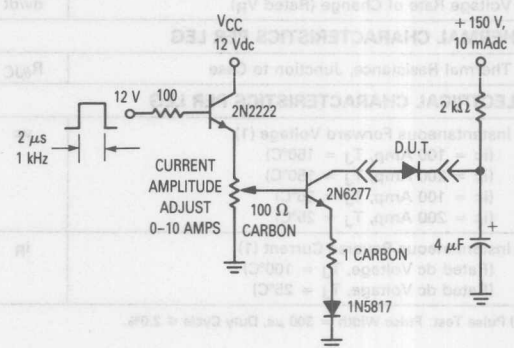 VCC
12 Vdc
+ 150 V,
10 mAdc
12 V
100
2N2222
2 kΩ
2 μs
1 kHz
D.U.T.
CURRENT
AMPLITUDE
ADJUST
0–10 AMPS
2N6277
100 Ω
CARBON
+
4 μF
1 CARBON
1N5817